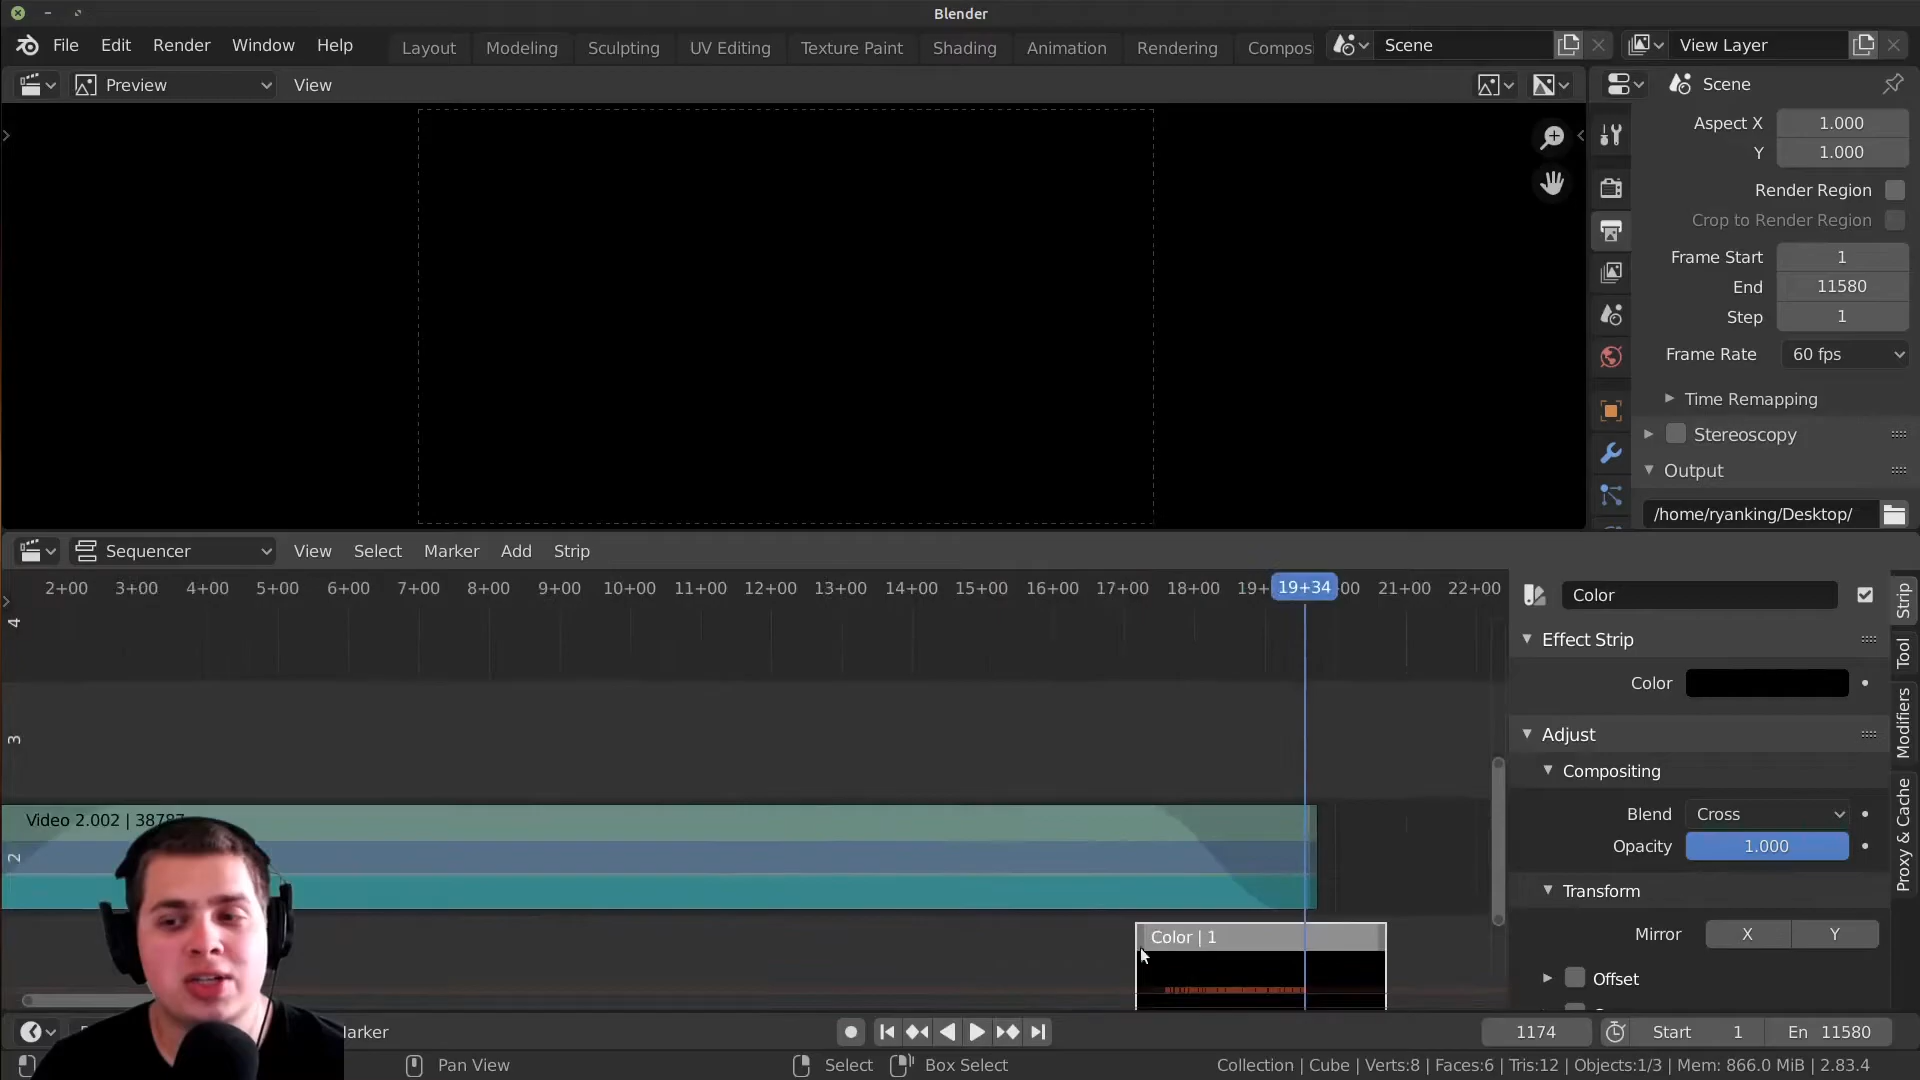 Blender
File Edit Render Window Help Layout Modeling Sculpting UV Editing Texture Paint Shading Animation Rendering Compos Scene View Layer
Preview View Scene
Aspect X 1.000
Y 1.000
Render Region
Crop to Render Region
Frame Start 1
End 11580
Step 1
Frame Rate 60 fps
Time Remapping
Stereoscopy
Output
/home/ryanking/Desktop/
Sequencer View Select Marker Add Strip
2+00 3+00 4+00 5+00 6+00 7+00 8+00 9+00 10+00 11+00 12+00 13+00 14+00 15+00 16+00 17+00 18+00 19+ 19+34 00 21+00 22+00
4
3
2
Video 2.002 | 38787
Color | 1
Color
Effect Strip
Color
Adjust
Compositing
Blend Cross
Opacity 1.000
Transform
Mirror X Y
Offset
Strip
Tool
Modifiers
Proxy & Cache
larker
1174 Start 1 En 11580
Pan View Select Box Select Collection | Cube | Verts:8 | Faces:6 | Tris:12 | Objects:1/3 | Mem: 866.0 MiB | 2.83.4